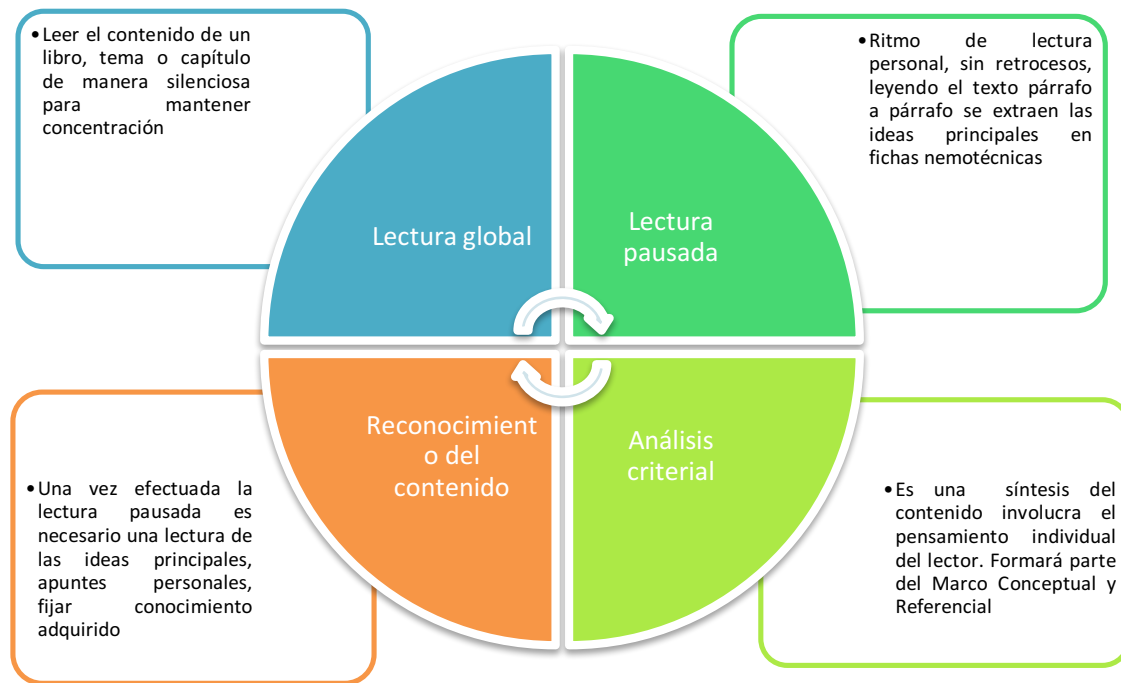 •Leer el contenido de un
libro, tema o capítulo
de manera silenciosa
para mantener
concentración
•Ritmo de lectura
personal, sin retrocesos,
leyendo el texto párrafo
a párrafo se extraen las
ideas principales en
fichas nemotécnicas
Lectura global
Lectura
pausada
Reconocimient
o del
contenido
Análisis
criterial
•Una vez efectuada la
lectura pausada es
necesario una lectura de
las ideas principales,
apuntes personales,
fijar conocimiento
adquirido
•Es una síntesis del
contenido involucra el
pensamiento individual
del lector. Formará parte
del Marco Conceptual y
Referencial